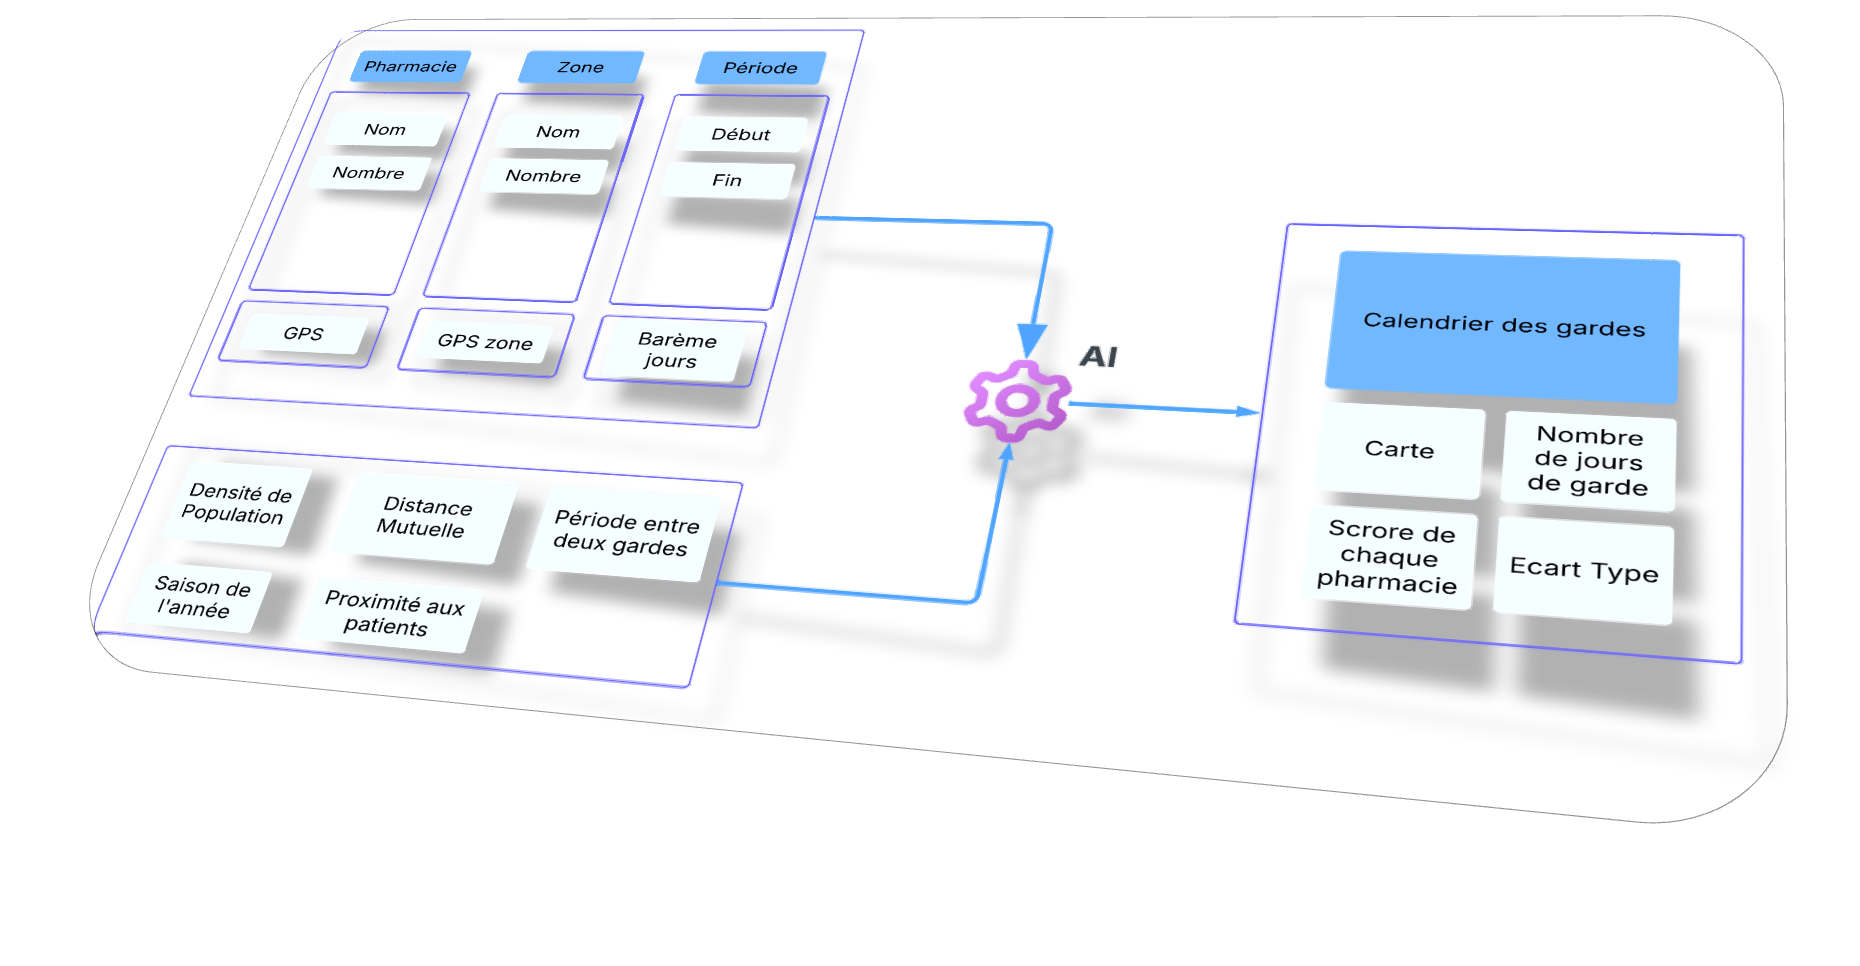 Pharmacie
Zone
Période
Nom
Nombre
Nom
Nombre
Début
Fin
GPS
GPS zone
Barème
jours
Densité de
Population
Distance
Mutuelle
Période entre
deux gardes
Saison de
l'année
Proximité aux
patients
AI
Calendrier des gardes
Carte
Nombre
de jours
de garde
Scrore de
chaque
pharmacie
Ecart Type